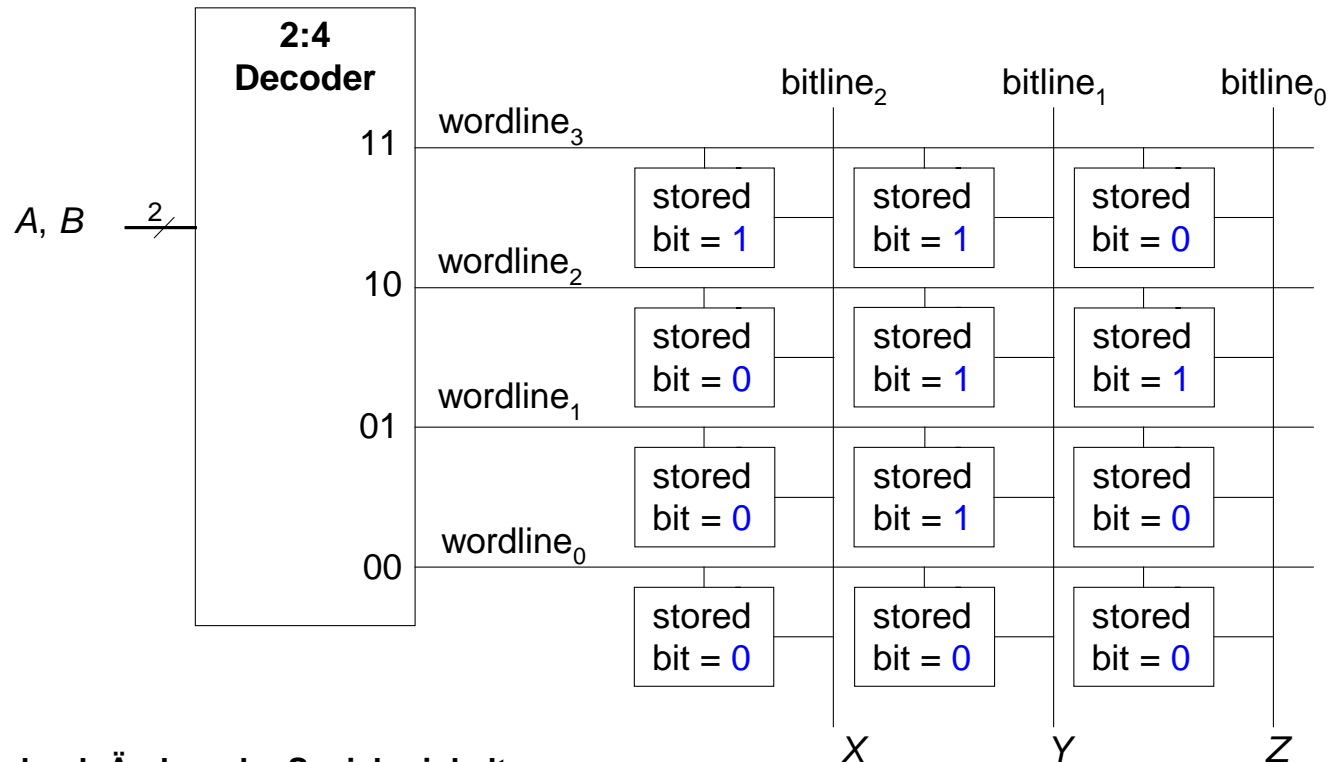 2:4
Decoder
bitline₂ bitline₁ bitline₀
wordline₃
11
stored stored stored
bit = 1 bit = 1 bit = 0
A, B 2
wordline₂
10
stored stored stored
bit = 0 bit = 1 bit = 1
wordline₁
01
stored stored stored
bit = 0 bit = 1 bit = 0
wordline₀
00
stored stored stored
bit = 0 bit = 0 bit = 0
X Y Z